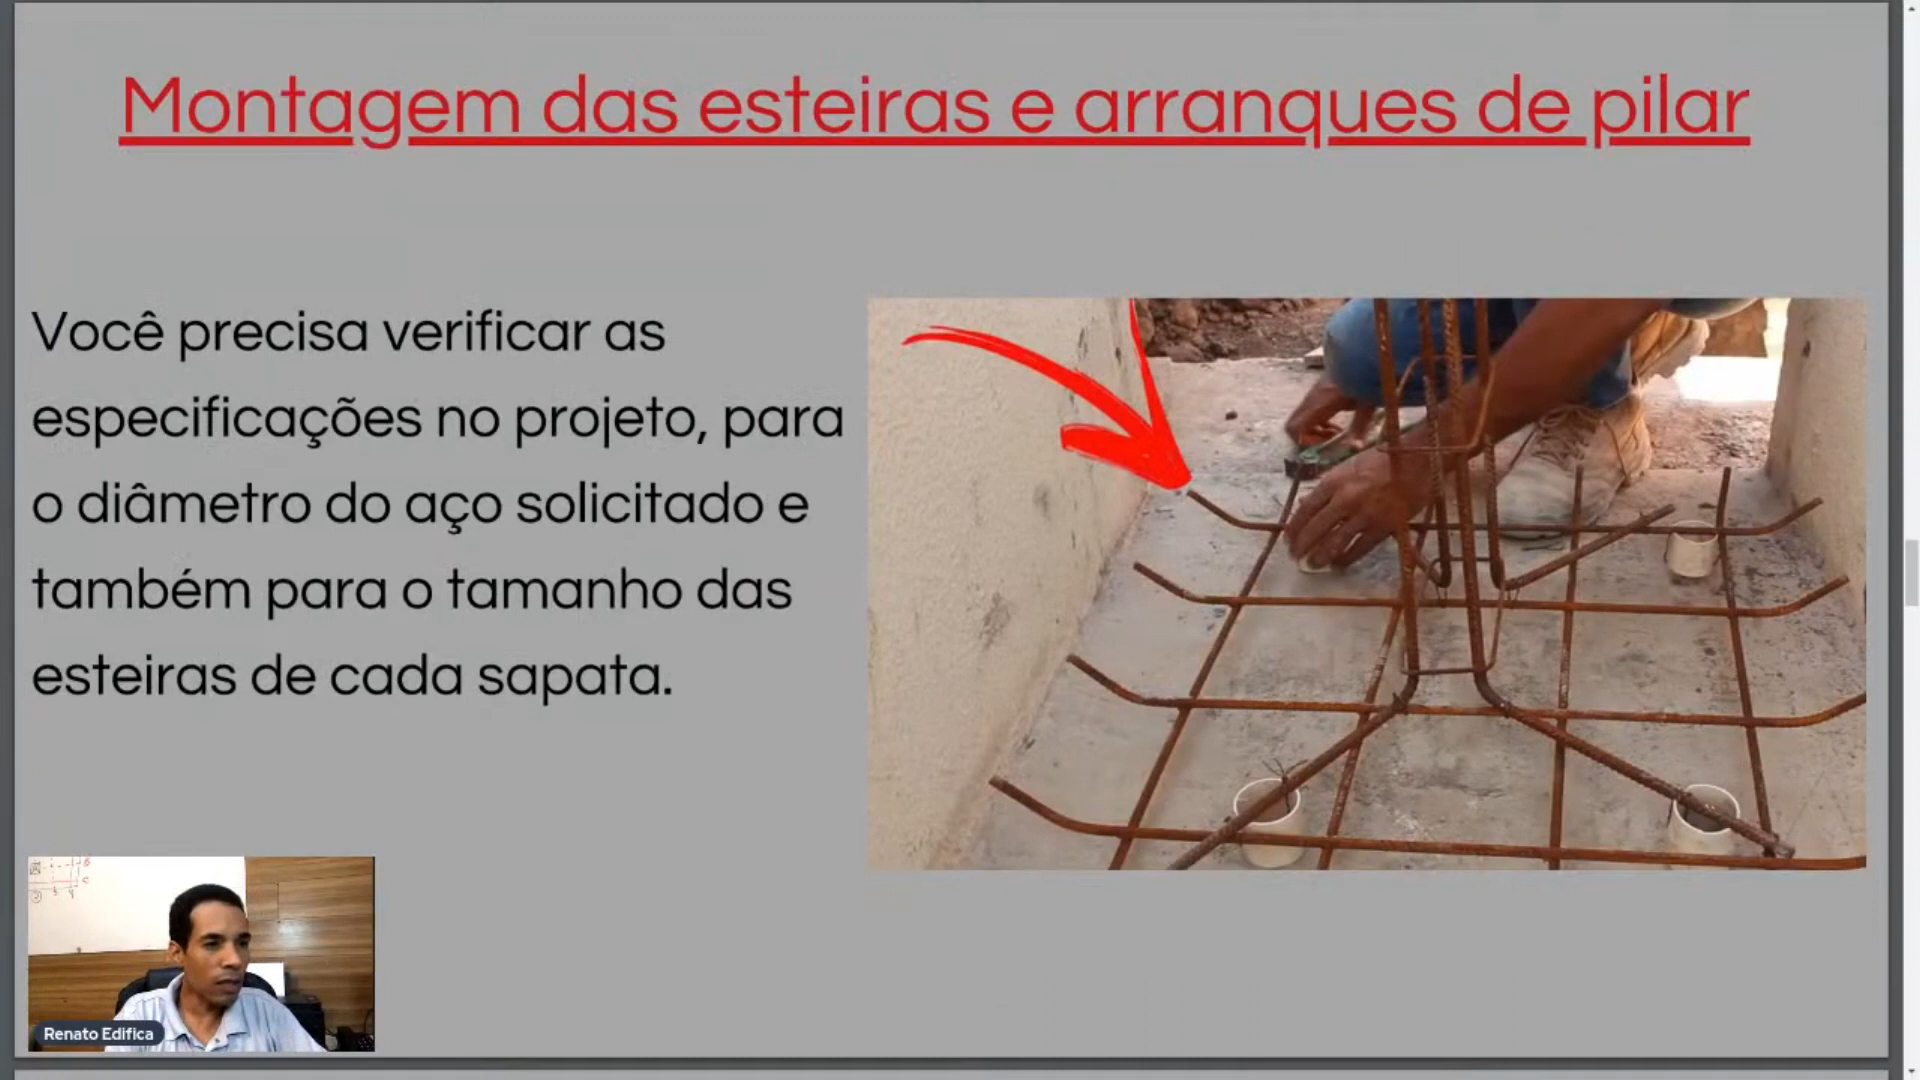 Montagem das esteiras e arranques de pilar
Você precisa verificar as
especificações no projeto, para
o diâmetro do aço solicitado e
também para o tamanho das
esteiras de cada sapata.
Renato Edifica